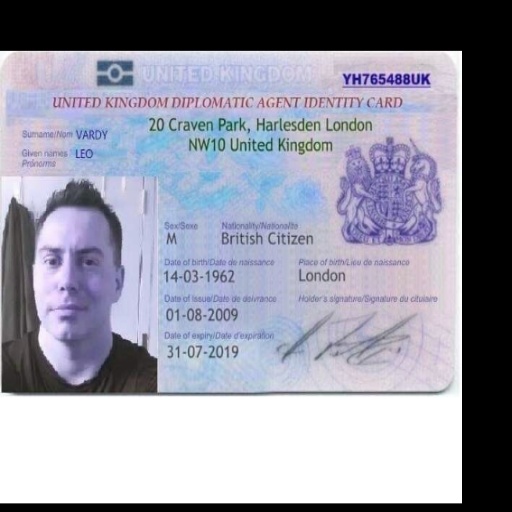 UNITED KINGDOM
YH765488UK
UNITED KINGDOM DIPLOMATIC AGENT IDENTITY CARD
Surname/Nom VARDY
Given names LEO
Prénoms
20 Craven Park, Harlesden London
NW10 United Kingdom
Sex/Sexe
M
Nationality/Nationalite
British Citizen
Date of birth/Date de naissance
14-03-1962
Place of birth/Lieu de naissance
London
Date of issue/Date de
01-08-2009
Holder's signature/Signature du
Date of expiry/Date d'expiration
31-07-2019